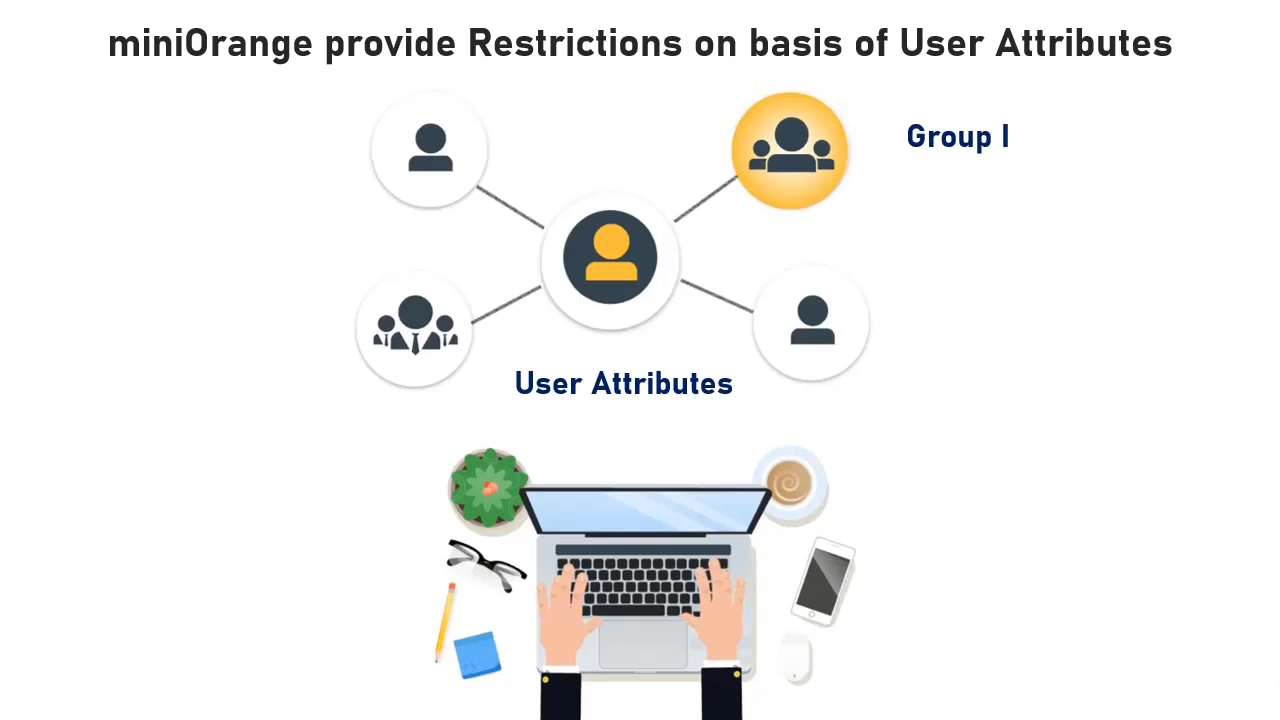 miniOrange provide Restrictions on basis of User Attributes
Group I
User Attributes